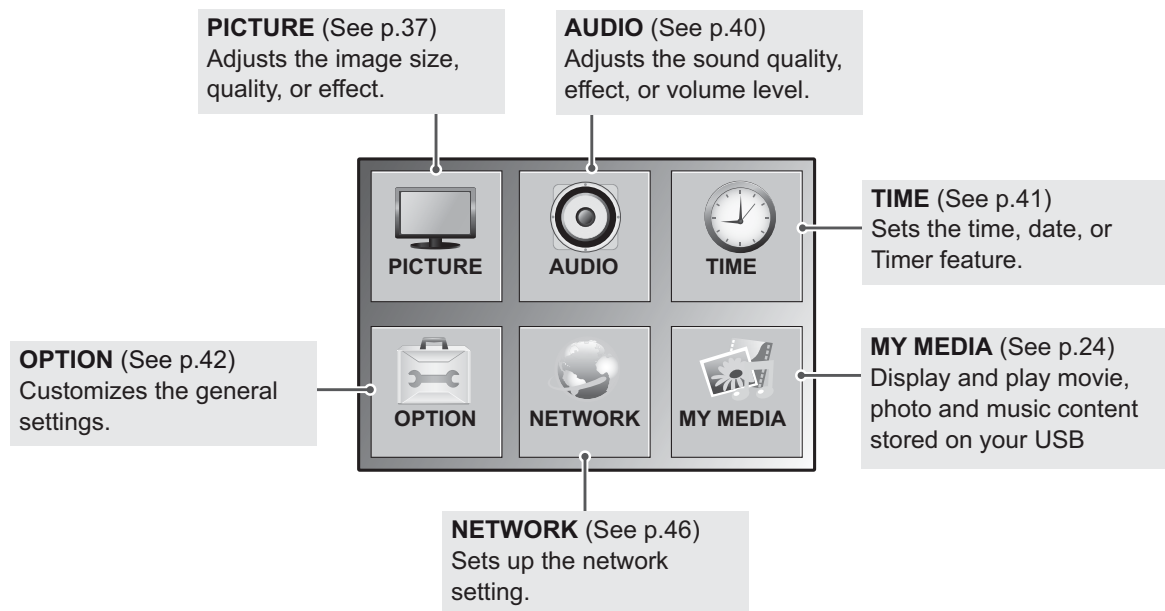 PICTURE (See p.37)
Adjusts the image size,
quality, or effect.
AUDIO (See p.40)
Adjusts the sound quality,
effect, or volume level.
PICTURE
AUDIO
TIME
TIME (See p.41)
Sets the time, date, or
Timer feature.
OPTION (See p.42)
Customizes the general
settings.
OPTION
NETWORK
MY MEDIA
MY MEDIA (See p.24)
Display and play movie,
photo and music content
stored on your USB
NETWORK (See p.46)
Sets up the network
setting.